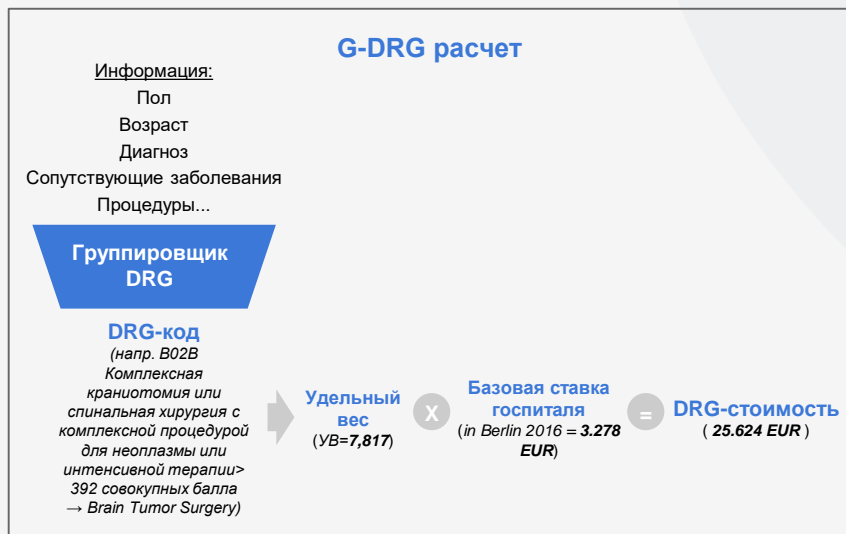 G-DRG расчет
Информация:
Пол
Возраст
Диагноз
Сопутствующие заболевания
Процедуры...
Группировщик
DRG
DRG-код
(напр. B02B
Комплексная
краниотомия или
спинальная хирургия с
комплексной процедурой
для неоплазмы или
интенсивной терапии>
392 совокупных балла
→ Brain Tumor Surgery)
Удельный
вес
(УВ=7,817)
X
Базовая ставка
госпиталя
(in Berlin 2016 = 3.278
EUR)
=
DRG-стоимость
( 25.624 EUR )